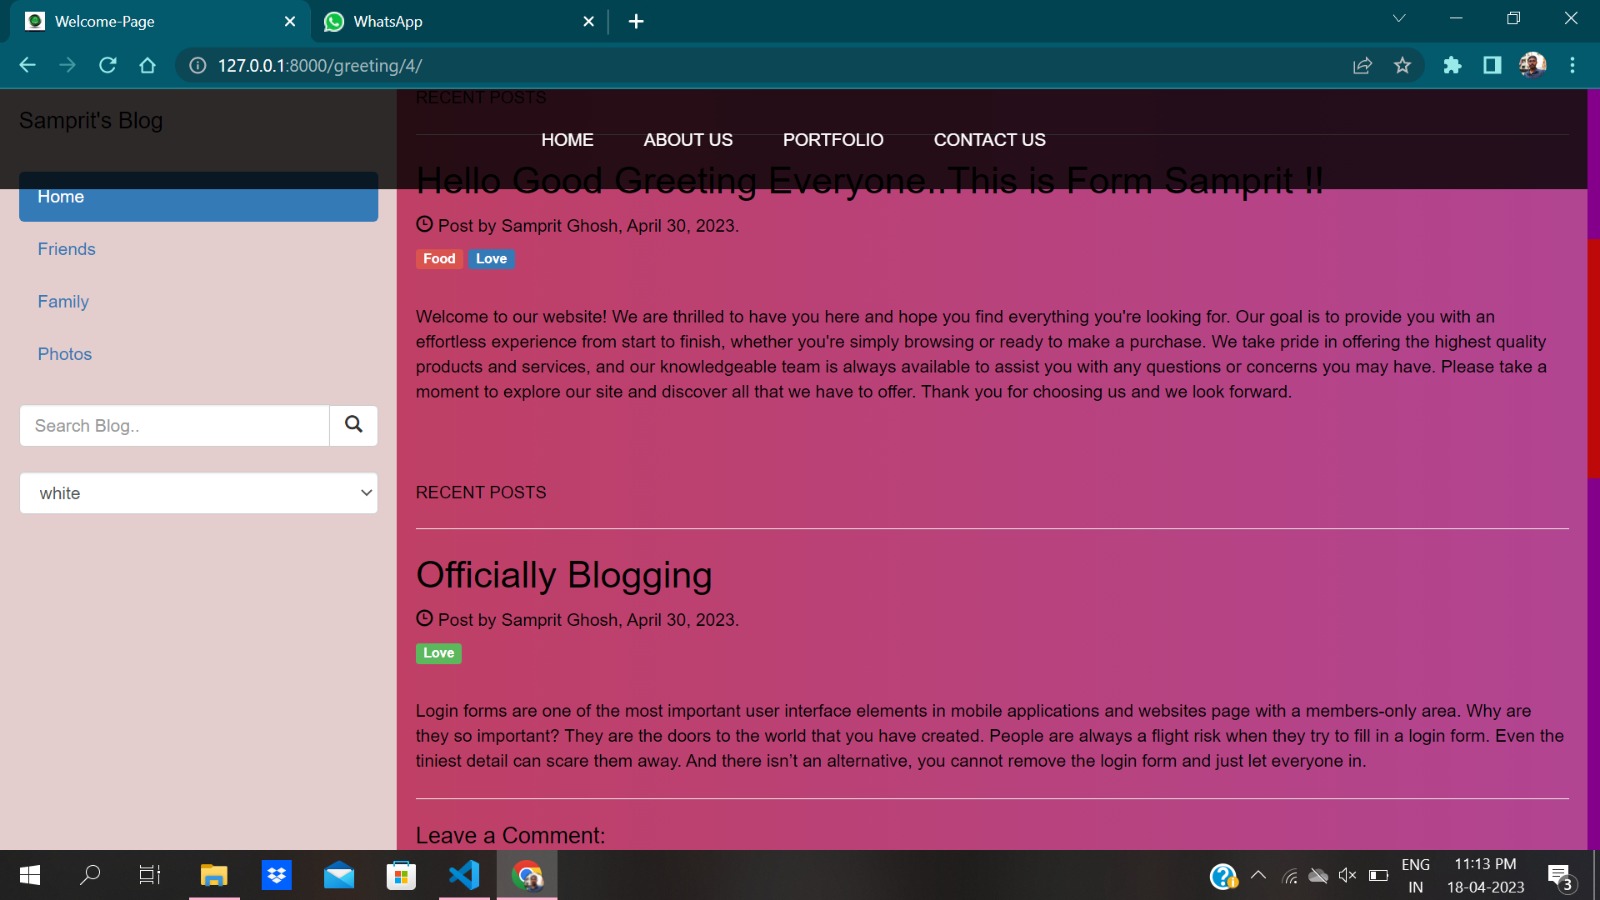 Welcome-Page
WhatsApp
127.0.0.1:8000/greeting/4/
Samprit's Blog
Home
Friends
Family
Photos
Search Blog..
white
RECENT POSTS
HOME ABOUT US PORTFOLIO CONTACT US
Hello Good Greeting Everyone..This is Form Samprit !!
Post by Samprit Ghosh, April 30, 2023.
Food Love
Welcome to our website! We are thrilled to have you here and hope you find everything you're looking for. Our goal is to provide you with an
effortless experience from start to finish, whether you're simply browsing or ready to make a purchase. We take pride in offering the highest quality
products and services, and our knowledgeable team is always available to assist you with any questions or concerns you may have. Please take a
moment to explore our site and discover all that we have to offer. Thank you for choosing us and we look forward.
RECENT POSTS
Officially Blogging
Post by Samprit Ghosh, April 30, 2023.
Love
Login forms are one of the most important user interface elements in mobile applications and websites page with a members-only area. Why are
they so important? They are the doors to the world that you have created. People are always a flight risk when they try to fill in a login form. Even the
tiniest detail can scare them away. And there isn't an alternative, you cannot remove the login form and just let everyone in.
Leave a Comment:
ENG
IN
11:13 PM
18-04-2023
3